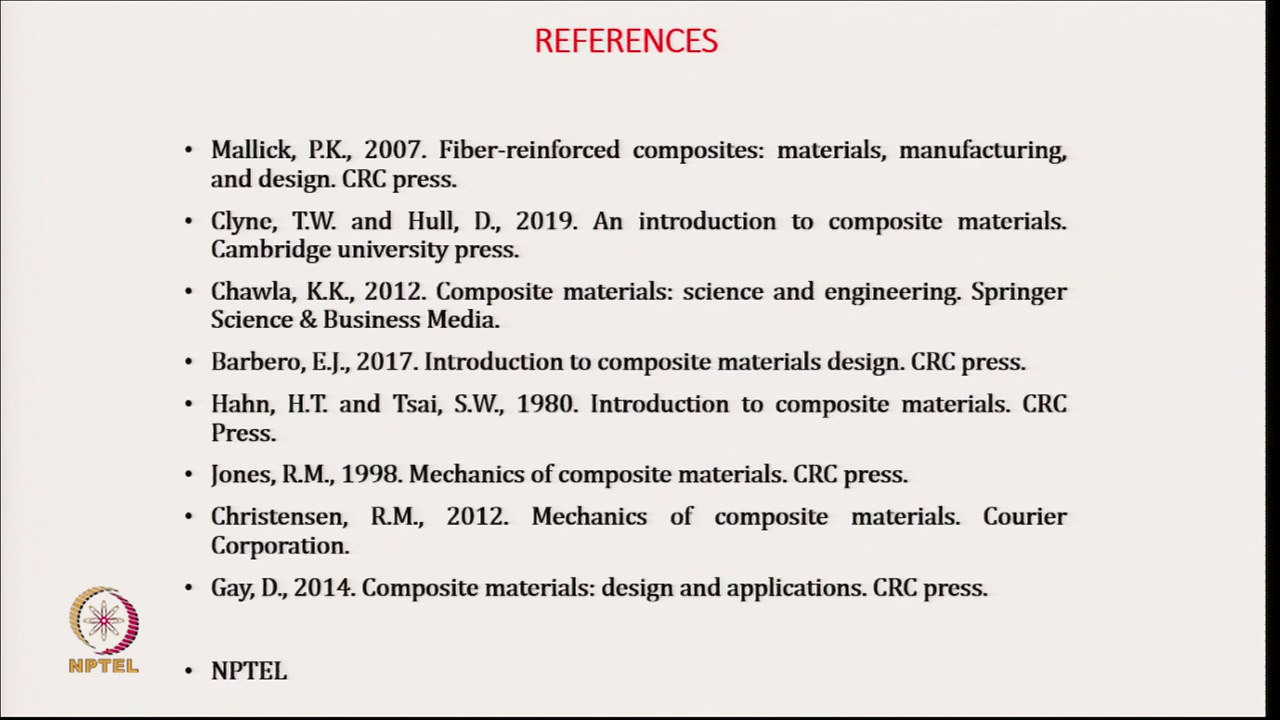 REFERENCES
• Mallick, P.K., 2007. Fiber-reinforced composites: materials, manufacturing,
and design. CRC press.
• Clyne, T.W. and Hull, D., 2019. An introduction to composite materials.
Cambridge university press.
• Chawla, K.K., 2012. Composite materials: science and engineering. Springer
Science & Business Media.
• Barbero, E.J., 2017. Introduction to composite materials design. CRC press.
• Hahn, H.T. and Tsai, S.W., 1980. Introduction to composite materials. CRC
Press.
• Jones, R.M., 1998. Mechanics of composite materials. CRC press.
• Christensen, R.M., 2012. Mechanics of composite materials. Courier
Corporation.
• Gay, D., 2014. Composite materials: design and applications. CRC press.
NPTEL
• NPTEL